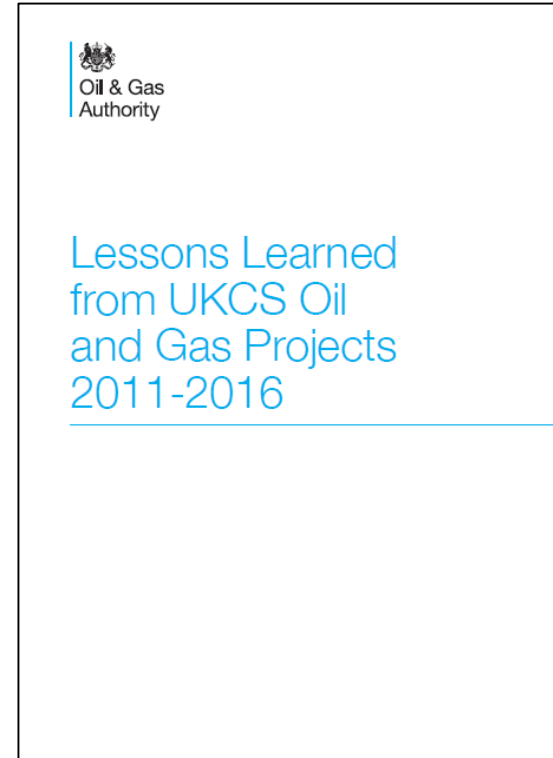 Oil & Gas
Authority
Lessons Learned
from UKCS Oil
and Gas Projects
2011-2016